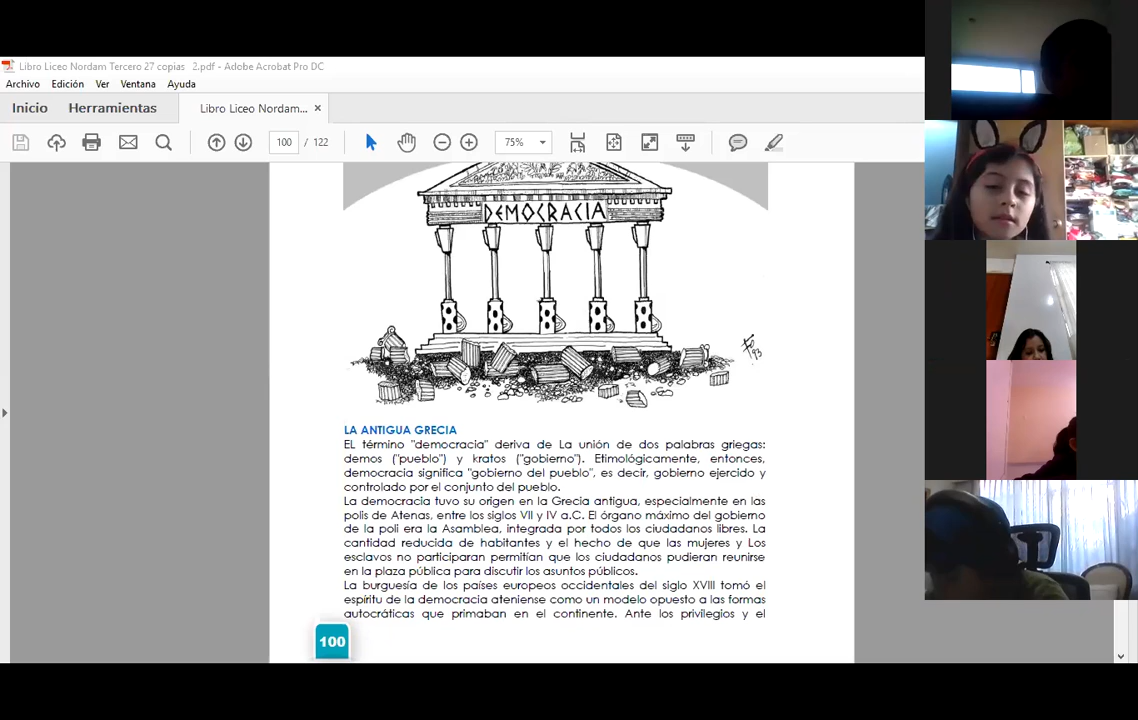 Libro Liceo Nordam Tercero 27 copias 2.pdf - Adobe Acrobat Pro DC
Archivo Edición Ver Ventana Ayuda
Inicio Herramientas Libro Liceo Nordam... ×
100 / 122 75%
DEMOCRACIA
93
LA ANTIGUA GRECIA
EL término "democracia" deriva de La unión de dos palabras griegas:
demos ("pueblo") y kratos ("gobierno"). Etimológicamente, entonces,
democracia significa "gobierno del pueblo", es decir, gobierno ejercido y
controlado por el conjunto del pueblo.
La democracia tuvo su origen en la Grecia antigua, especialmente en las
polis de Atenas, entre los siglos VII y IV a.C. El órgano máximo del gobierno
de la poli era la Asamblea, integrada por todos los ciudadanos libres. La
cantidad reducida de habitantes y el hecho de que las mujeres y Los
esclavos no participaran permitían que los ciudadanos pudieran reunirse
en la plaza pública para discutir los asuntos públicos.
La burguesía de los países europeos occidentales del siglo XVIII tomó el
espíritu de la democracia ateniense como un modelo opuesto a las formas
autocráticas que primaban en el continente. Ante los privilegios y el
100